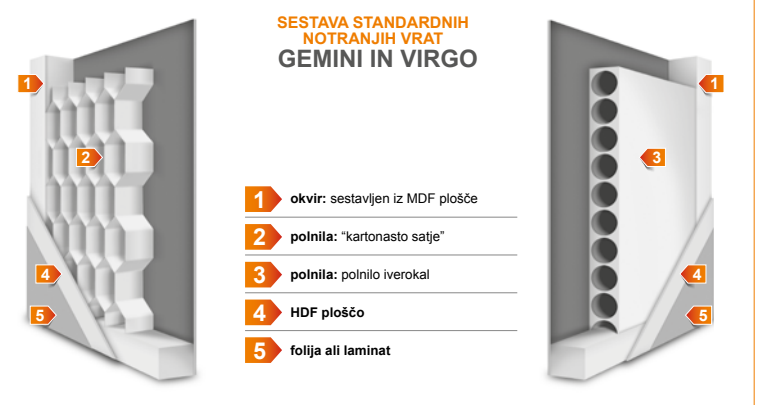 SESTAVA STANDARDNIH
NOTRANJIH VRAT
GEMINI IN VIRGO
1
2
4
5
1 okvir: sestavljen iz MDF plošče
2 polnila: “kartonasto satje”
3 polnila: polnilo iverokal
4 HDF ploščo
5 folija ali laminat
1
3
4
5